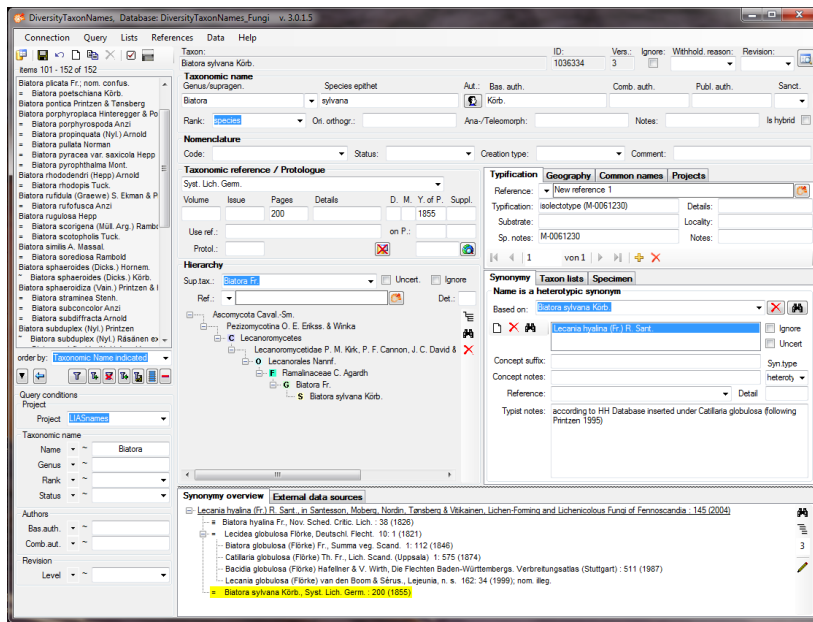 DiversityTaxonNames, Database: DiversityTaxonNames_Fungi v. 3.0.1.5
Connection Query Lists References Data Help
items 101 - 152 of 152
Taxon: ID: Vers.: Ignore: Withhold. reason: Revision:
Biatora sylvana Körb. 1036334 3
Taxonomic name
Genus/supragen. Species epithet Aut.: Bas. auth. Comb. auth. Publ. auth. Sanct.
Biatora sylvana Körb.
Rank: species Ori. orthogr.: Ana-/Teleomorph: Notes: Is hybrid
Nomenclature
Code: Status: Creation type: Comment:
Biatora plicata Fr.; nom. confus.
= Biatora poetschiana Körb.
Biatora pontica Printzen & Tønsberg
Biatora porphyroplaca Hinteregger & Po
= Biatora porphyrospoda Anzi
= Biatora propinquata (Nyl.) Arnold
= Biatora pullata Norman
= Biatora pyracea var. saxicola Hepp
= Biatora pyrophthalma Mont.
Biatora rhododendri (Hepp) Arnold
= Biatora rhodopis Tuck.
Biatora rufidula (Graewe) S. Ekman & P
= Biatora rufofusca Anzi
Biatora rugulosa Hepp
= Biatora scorigena (Müll. Arg.) Rambo
= Biatora scotopholis Tuck.
Biatora similis A. Massal.
= Biatora sorediosa Rambold
Biatora sphaeroides (Dicks.) Hornem.
~ Biatora sphaeroides (Dicks.) Körb.
Biatora sphaeroidiza (Vain.) Printzen & I
= Biatora straminea Stenh.
= Biatora subconcolor Anzi
= Biatora subdiffracta Arnold
Biatora subduplex (Nyl.) Printzen
~ Biatora subduplex (Nyl.) Räsänen ex
order by: Taxonomic Name indicated
Query conditions
Project
Project LIASnames
Taxonomic name
Name ~ Biatora
Genus ~
Rank ~
Status ~
Authors
Bas.auth. ~
Comb.aut. ~
Revision
Level ~
Taxonomic reference / Protologue
Syst. Lich. Germ.
Volume Issue Pages Details D. M. Y. of P. Suppl.
200 1855
Use ref.: on P.:
Protol.:
Hierarchy
Sup.tax.: Biatora Fr. Uncert. Ignore
Ref.: Det.:
Ascomycota Caval.-Sm.
Pezizomycotina O. E. Erikss. & Winka
C Lecanoromycetes
Lecanoromycetidae P. M. Kirk, P. F. Cannon, J. C. David &
O Lecanorales Nannf.
F Ramalinaceae C. Agardh
G Biatora Fr.
S Biatora sylvana Körb.
Typification Geography Common names Projects
Reference: New reference 1
Typification: isolectotype (M-0061230) Details:
Substrate: Locality:
Sp. notes: M-0061230 Notes:
1 von 1
Synonymy Taxon lists Specimen
Name is a heterotypic synonym
Based on: Biatora sylvana Körb.
Lecania hyalina (Fr.) R. Sant. Ignore
Uncert
Concept suffix: Syn.type
Concept notes: heteroty
Reference: Detail
Typist notes: according to HH Database inserted under Catillaria globulosa (following
Printzen 1995)
Synonymy overview External data sources
Lecania hyalina (Fr.) R. Sant., in Santesson, Moberg, Nordin, Tønsberg & Vitikainen, Lichen-Forming and Lichenicolous Fungi of Fennoscandia : 145 (2004)
≡ Biatora hyalina Fr., Nov. Sched. Critic. Lich. : 38 (1826)
= Lecidea globulosa Flörke, Deutschl. Flecht. 10: 1 (1821)
Biatora globulosa (Flörke) Fr., Summa veg. Scand. 1: 112 (1846)
Catillaria globulosa (Flörke) Th. Fr., Lich. Scand. (Uppsala) 1: 575 (1874)
Bacidia globulosa (Flörke) Hafellner & V. Wirth, Die Flechten Baden-Württembergs. Verbreitungsatlas (Stuttgart) : 511 (1987)
Lecania globulosa (Flörke) van den Boom & Sérus., Lejeunia, n. s. 162: 34 (1999); nom. illeg.
= Biatora sylvana Körb., Syst. Lich. Germ. : 200 (1855)
3